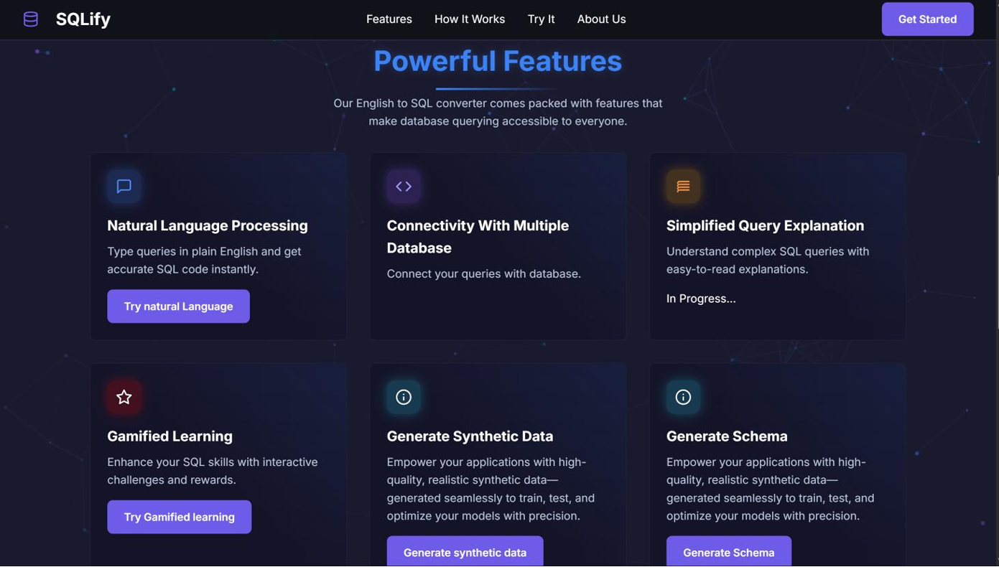 SQLify
Features
How It Works
Try It
About Us
Get Started
Powerful Features
Our English to SQL converter comes packed with features that
make database querying accessible to everyone.
Natural Language Processing
Type queries in plain English and get
accurate SQL code instantly.
Try natural Language
Connectivity With Multiple
Database
Connect your queries with database.
Simplified Query Explanation
Understand complex SQL queries with
easy-to-read explanations.
In Progress...
Gamified Learning
Enhance your SQL skills with interactive
challenges and rewards.
Try Gamified learning
Generate Synthetic Data
Empower your applications with high-
quality, realistic synthetic data—
generated seamlessly to train, test, and
optimize your models with precision.
Generate synthetic data
Generate Schema
Empower your applications with high-
quality, realistic synthetic data—
generated seamlessly to train, test, and
optimize your models with precision.
Generate Schema